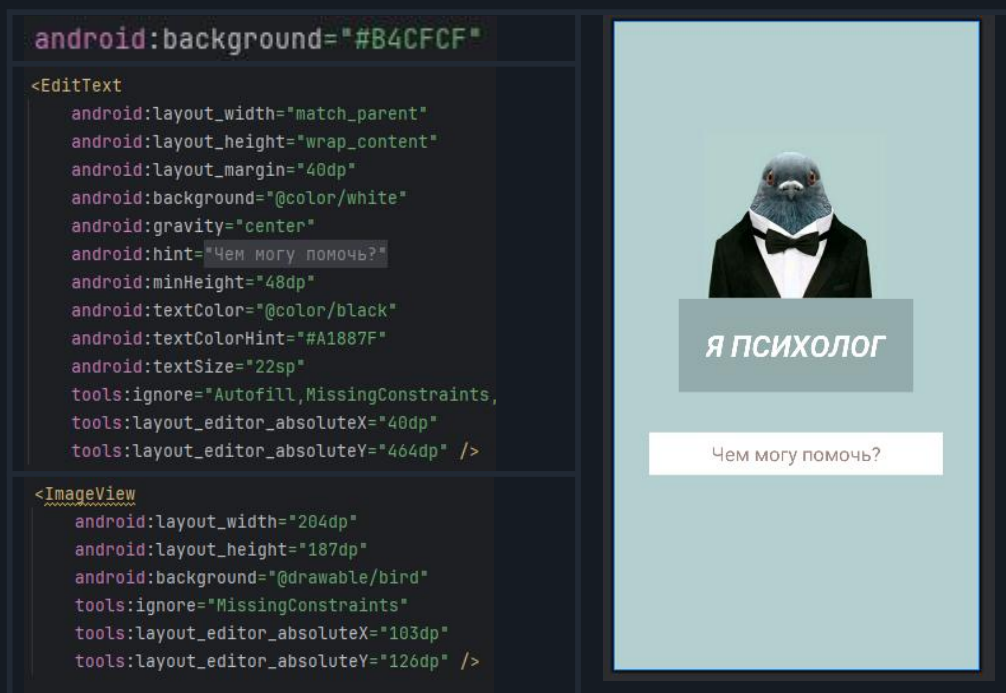 android:background="#B4CFCF"
<EditText
android:layout_width="match_parent"
android:layout_height="wrap_content"
android:layout_margin="40dp"
android:background="@color/white"
android:gravity="center"
android:hint="Чем могу помочь?"
android:minHeight="48dp"
android:textColor="@color/black"
android:textColorHint="#A1887F"
android:textSize="22sp"
tools:ignore="Autofill,MissingConstraints,
tools:layout_editor_absoluteX="40dp"
tools:layout_editor_absoluteY="464dp" />
<ImageView
android:layout_width="204dp"
android:layout_height="187dp"
android:background="@drawable/bird"
tools:ignore="MissingConstraints"
tools:layout_editor_absoluteX="103dp"
tools:layout_editor_absoluteY="126dp" />
Я ПСИХОЛОГ
Чем могу помочь?